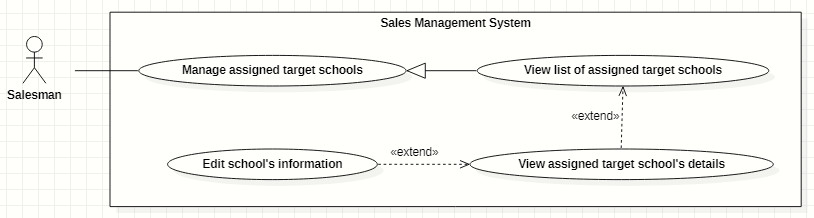 Sales Management System
Salesman
Manage assigned target schools
View list of assigned target schools
«extend»
Edit school's information
«extend»
View assigned target school's details